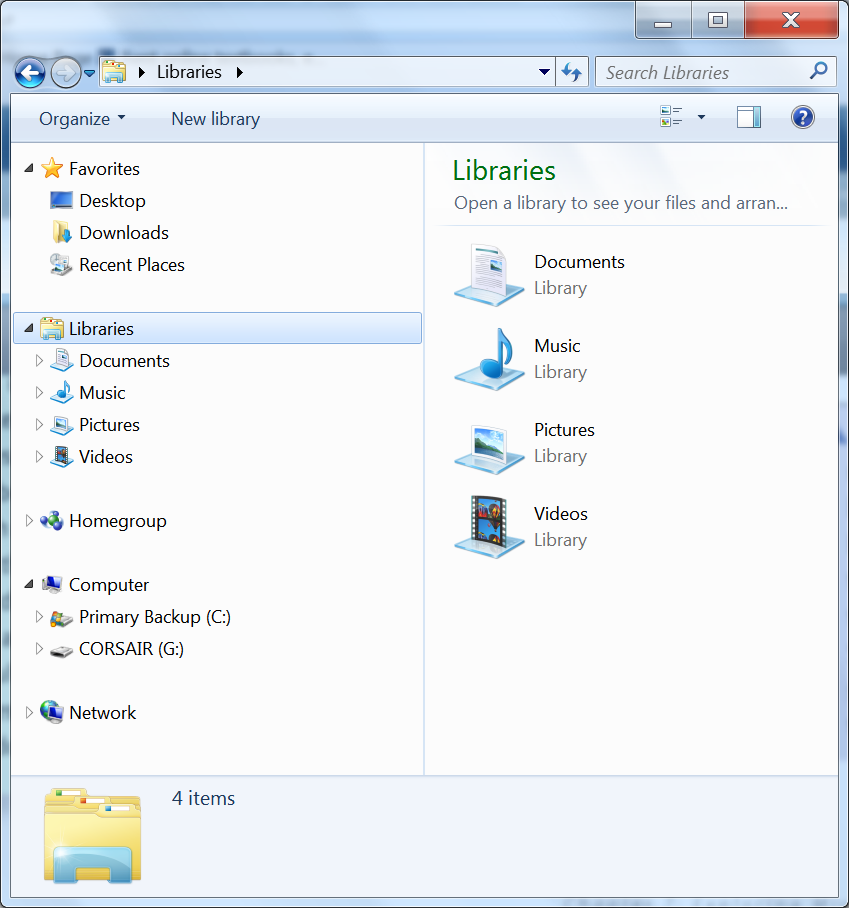 Libraries
Search Libraries
Organize
New library
Favorites
Desktop
Downloads
Recent Places
Libraries
Documents
Music
Pictures
Videos
Homegroup
Computer
Primary Backup (C:)
CORSAIR (G:)
Network
Libraries
Open a library to see your files and arran...
Documents
Library
Music
Library
Pictures
Library
Videos
Library
4 items